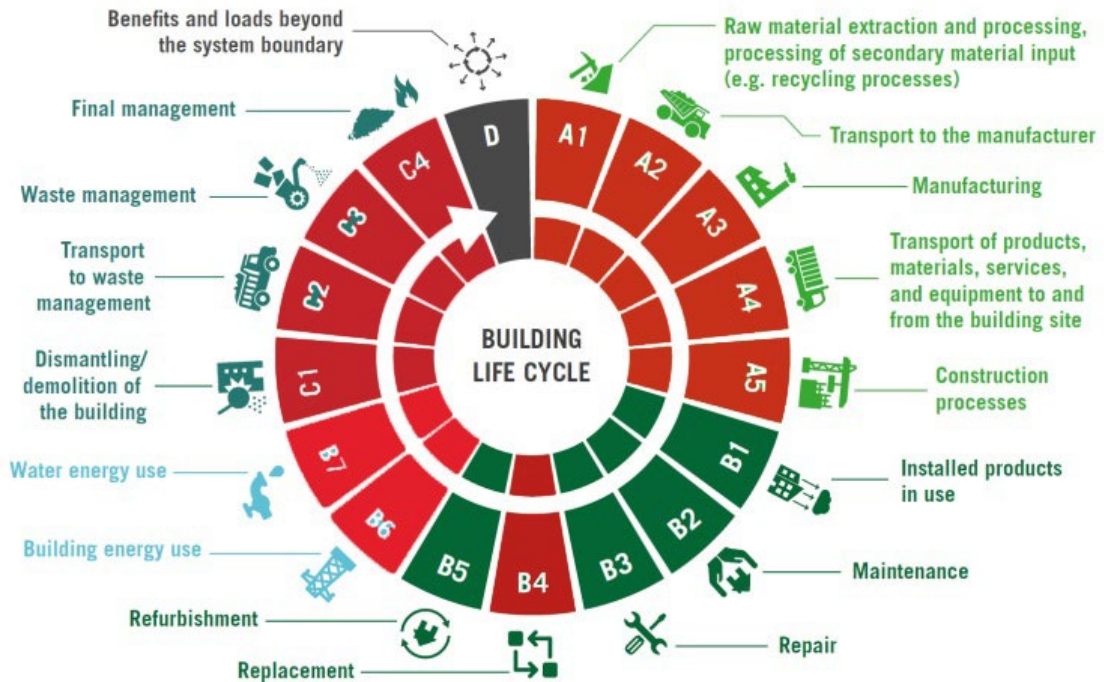 Benefits and loads beyond
the system boundary
Raw material extraction and processing,
processing of secondary material input
(e.g. recycling processes)
Final management
Transport to the manufacturer
Waste management
Manufacturing
Transport
to waste
management
Transport of products,
materials, services,
and equipment to and
from the building site
Dismantling/
demolition of
the building
Construction
processes
Water energy use
Installed products
in use
Building energy use
Maintenance
Refurbishment
Repair
Replacement
BUILDING
LIFE CYCLE
A1
A2
A3
A4
A5
B1
B2
B3
B4
B5
B6
B7
C1
C2
C3
C4
D